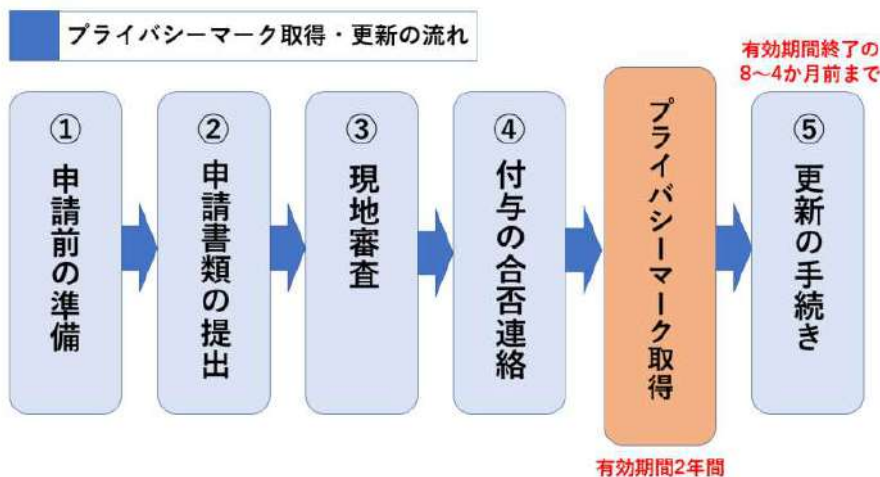 プライバシーマーク取得・更新の流れ
有効期間終了の
8～4か月前まで
①
申請前の準備
②
申請書類の提出
③
現地審査
④
付与の合否連絡
プライバシーマーク取得
⑤
更新の手続き
有効期間2年間